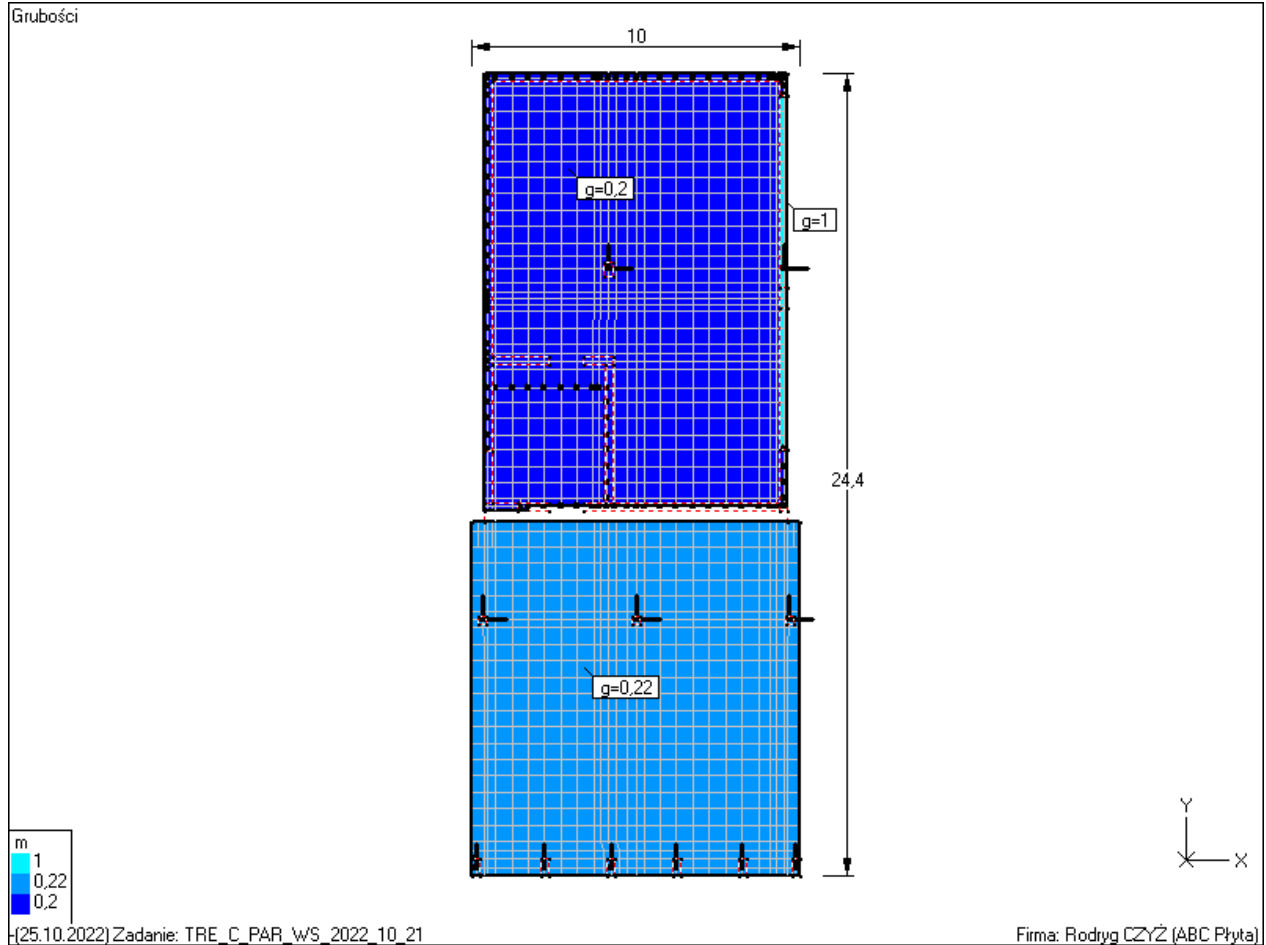 Grubości
10
g=0,2
g=1
24,4
g=0,22
m
1
0,22
0,2
Y
X
-(25.10.2022) Zadanie: TRE_C_PAR_WS_2022_10_21
Firma: Rodryg CZYŻ (ABC Płyta)